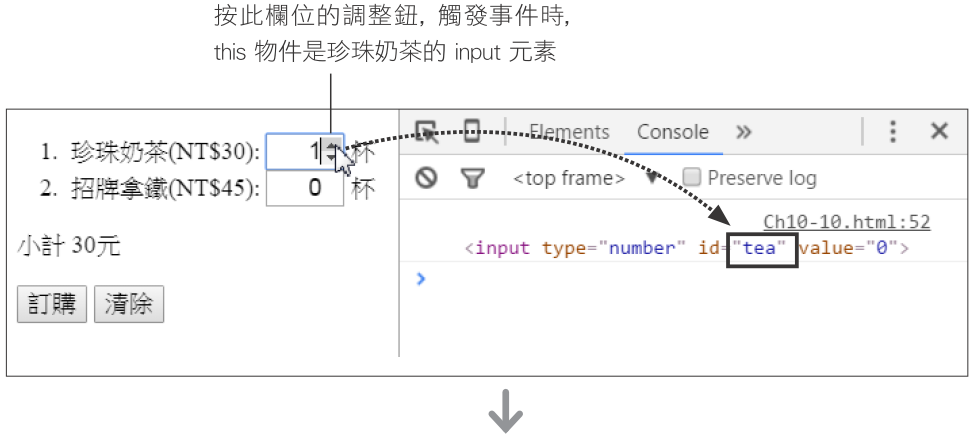 按此欄位的調整鈕, 觸發事件時,
this 物件是珍珠奶茶的 input 元素
1. 珍珠奶茶(NT$30): 1 杯
2. 招牌拿鐵(NT$45): 0 杯
小計 30元
訂購 清除
Elements Console
<top frame> Preserve log
Ch10-10.html:52
<input type="number" id="tea" value="0">